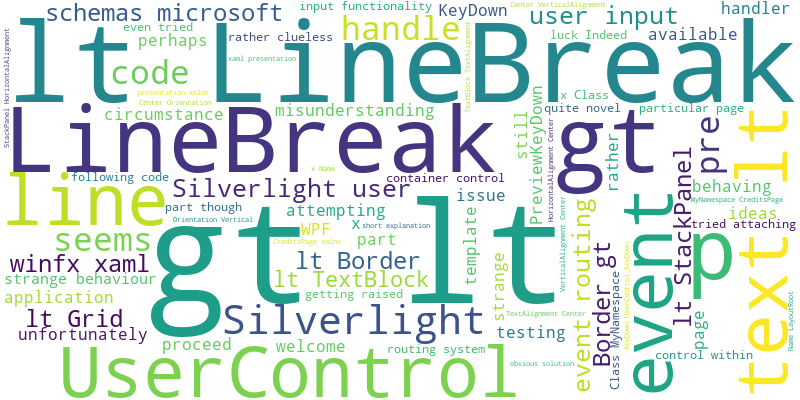 schemas microsoft
input functionality
KeyDown
Center VerticalAlignment
handler
even tried
perhaps
rather clueless
handle
user input
luck Indeed
available
lt
LineBreak
code
xaml presentation
presentation xmlns
Center Orientation
StackPanel HorizontalAlignment
TextBlock TextAlignment
x Class
quite novel
particular page
circumstance
misunderstanding
LineBreak
gt
still
PreviewKeyDown
HorizontalAlignment Center
rather
pre
text lt
x Name
following code
container control
line
Silverlight user
issue
behaving
MyNamespace CreditsPage
part though
Orientation Vertical
attempting
x
short explanation
ideas
tried attaching
seems
gt
lt
WPF
CreditsPage xmlns
part
template
VerticalAlignment Center
event routing
event
lt StackPanel
p
winfx xaml
lt Border
strange behaviour
lt TextBlock
strange
Border gt
application
getting raised
lt Grid
Silverlight
TextAlignment Center
Class MyNamespace
KeyDown UserControl_KeyDown
page
Name LayoutRoot
unfortunately
testing
proceed
welcome
routing system
obvious solution
control within
UserControl